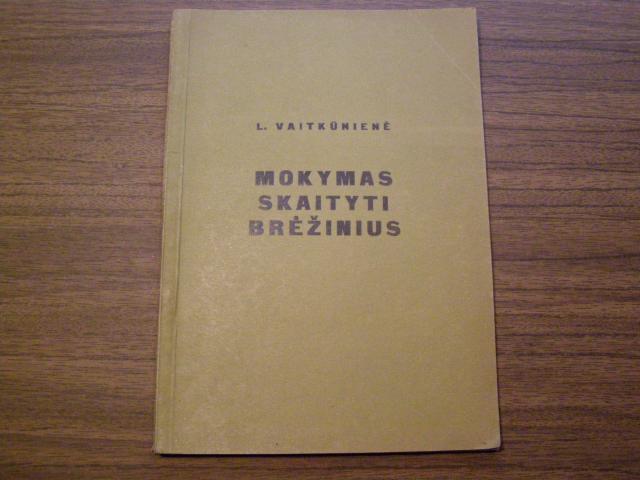 L. VAITKŪNIENĖ
MOKYMAS
SKAITYTI
BRĖŽINIUS